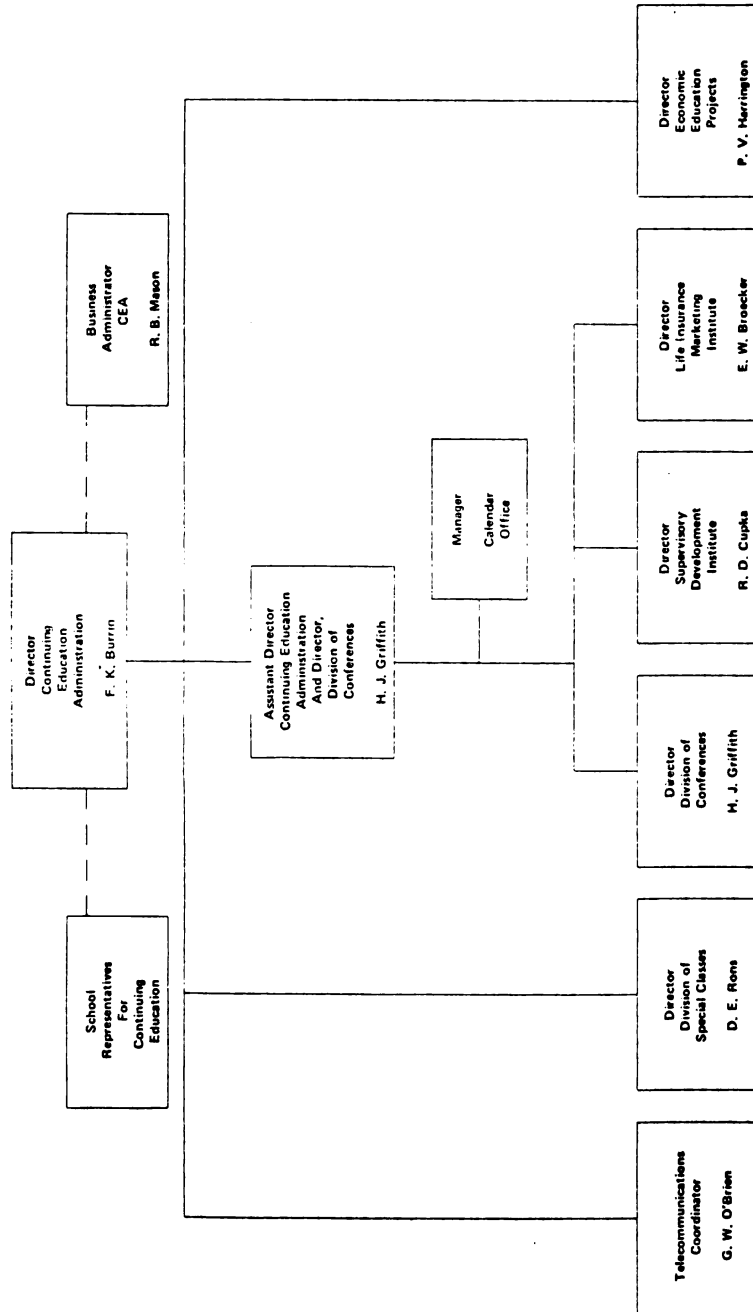 Director
Continuing
Education
Administration
F. K. Burrin
School
Representatives
For
Continuing
Education
Business
Administrator
CEA
R. B. Mason
Assistant Director
Continuing Education
Administration
And Director,
Division of
Conferences
H. J. Griffith
Manager
Calendar
Office
Telecommunications
Coordinator
G. W. O'Brien
Director
Division of
Special Classes
D. E. Rons
Director
Division of
Conferences
H. J. Griffith
Director
Supervisory
Development
Institute
R. D. Cupka
Director
Life Insurance
Marketing
Institute
E. W. Broecker
Director
Economic
Education
Projects
P. V. Harrington